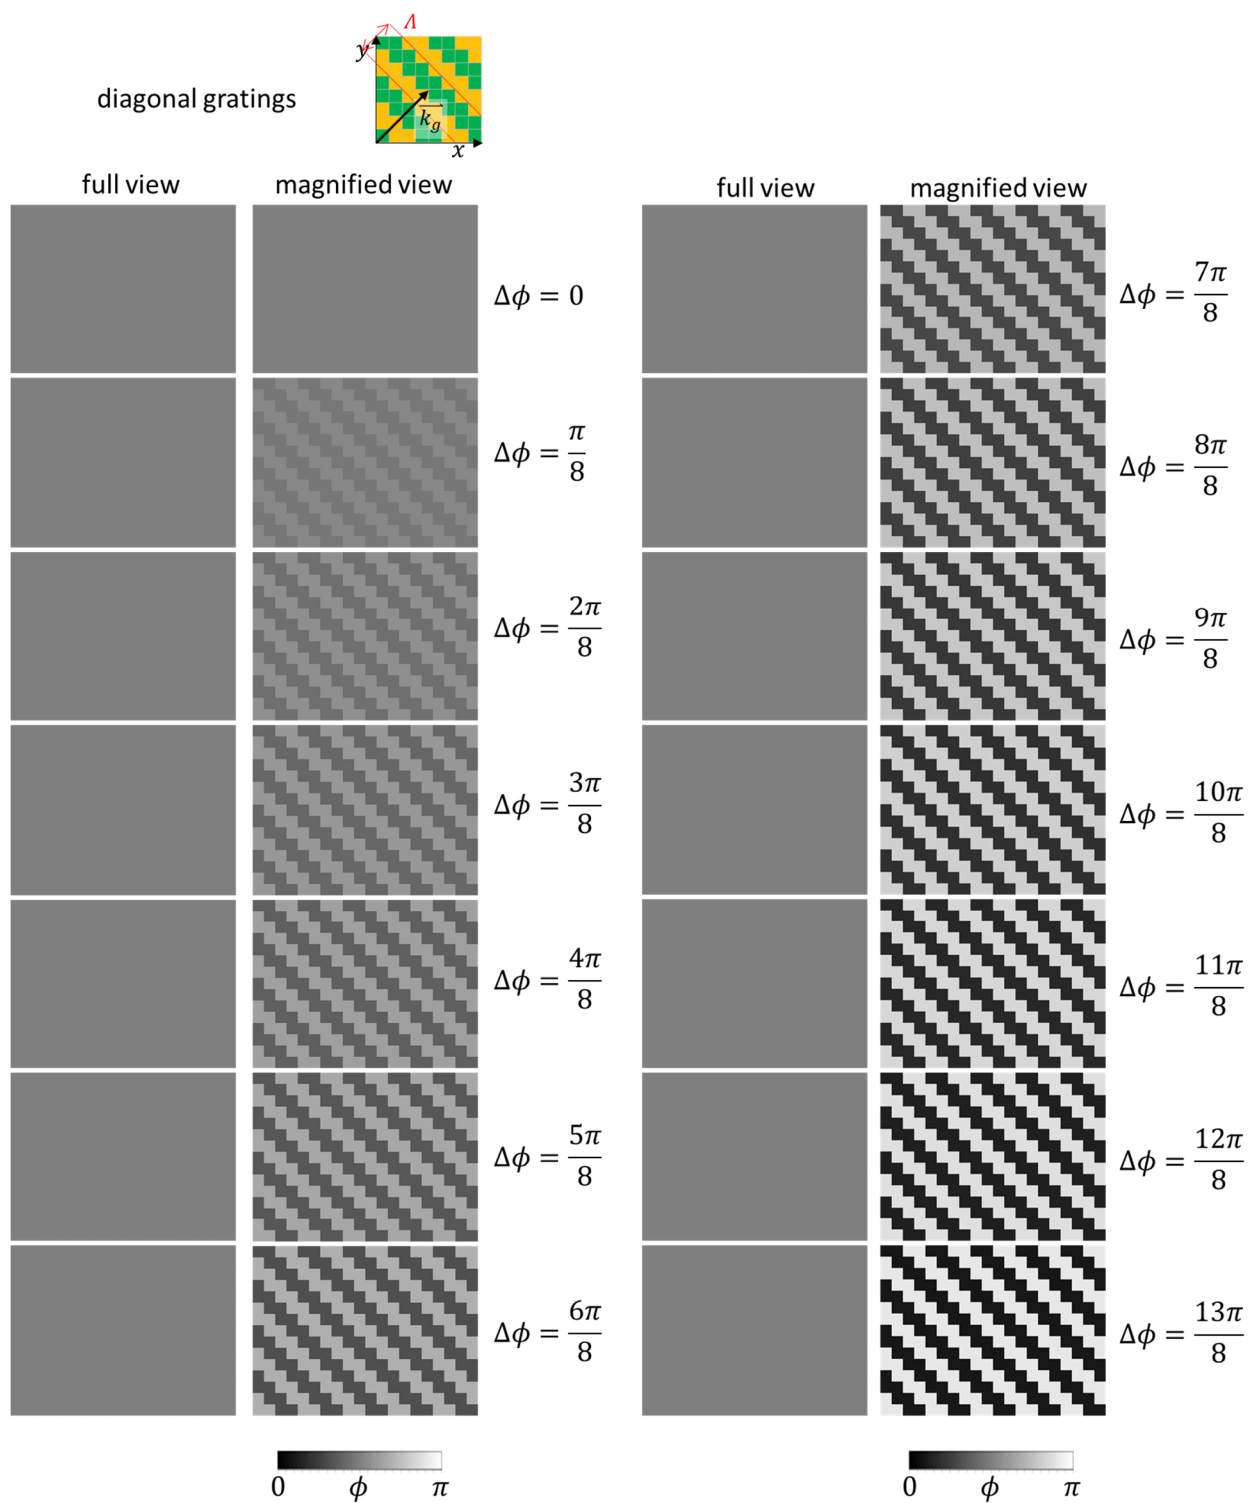 Λ
y
diagonal gratings
k_g
x
full view magnified view
Δϕ = 0
Δϕ = π/8
Δϕ = 2π/8
Δϕ = 3π/8
Δϕ = 4π/8
Δϕ = 5π/8
Δϕ = 6π/8
0 ϕ π
full view magnified view
Δϕ = 7π/8
Δϕ = 8π/8
Δϕ = 9π/8
Δϕ = 10π/8
Δϕ = 11π/8
Δϕ = 12π/8
Δϕ = 13π/8
0 ϕ π